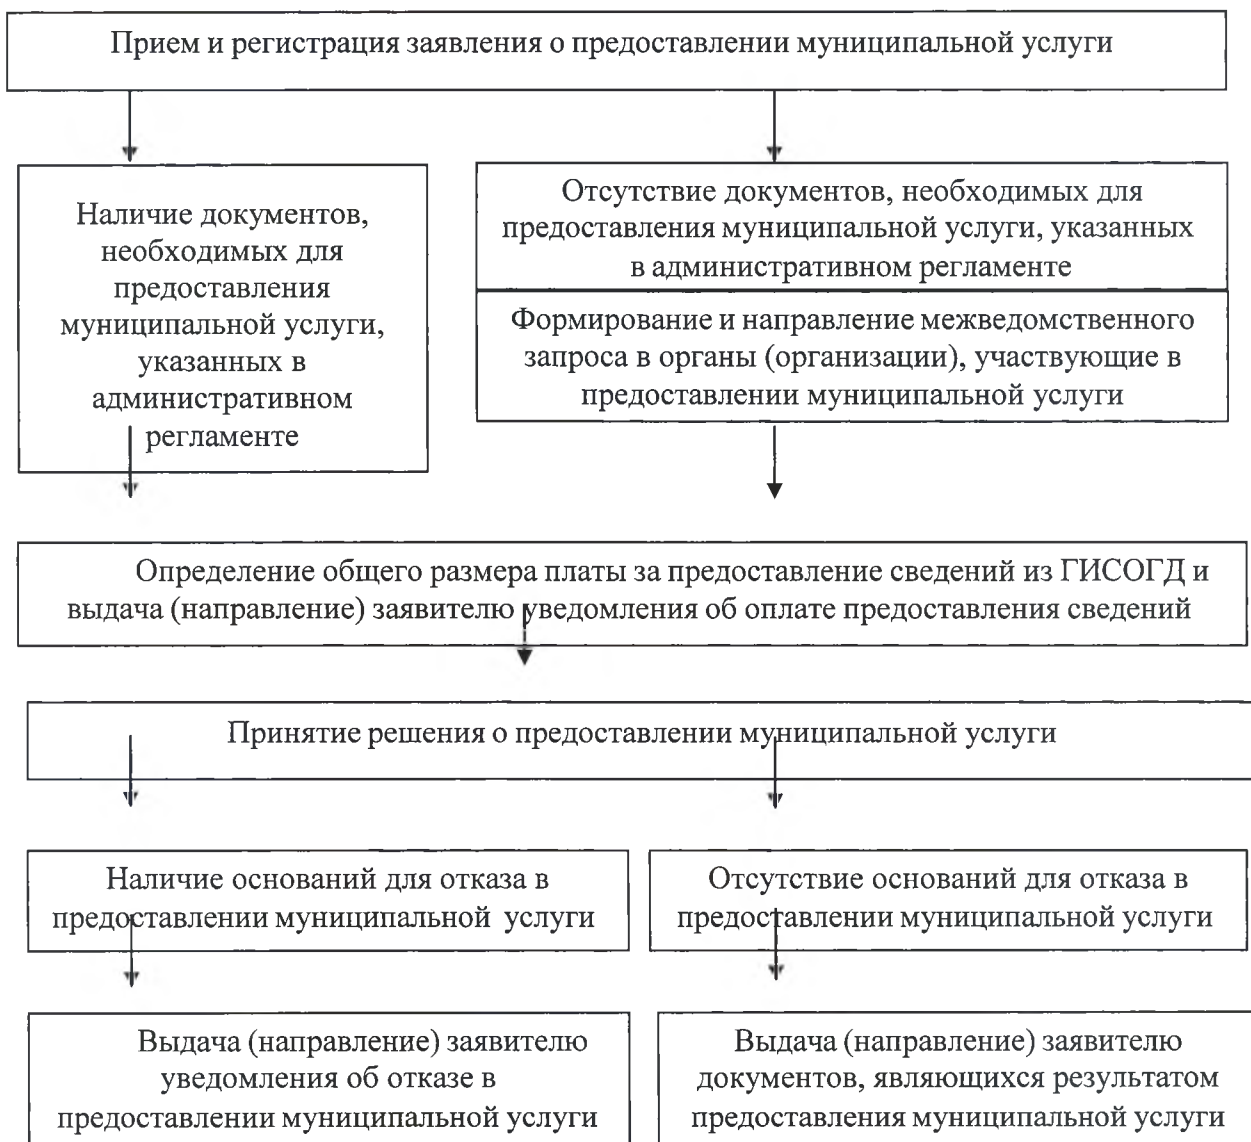 Прием и регистрация заявления о предоставлении муниципальной услуги
Наличие документов,
необходимых для
предоставления
муниципальной услуги,
указанных в
административном
регламенте
Отсутствие документов, необходимых для
предоставления муниципальной услуги, указанных
в административном регламенте
Формирование и направление межведомственного
запроса в органы (организации), участвующие в
предоставлении муниципальной услуги
Определение общего размера платы за предоставление сведений из ГИСОГД и
выдача (направление) заявителю уведомления об оплате предоставления сведений
Принятие решения о предоставлении муниципальной услуги
Наличие оснований для отказа в
предоставлении муниципальной услуги
Отсутствие оснований для отказа в
предоставлении муниципальной услуги
Выдача (направление) заявителю
уведомления об отказе в
предоставлении муниципальной услуги
Выдача (направление) заявителю
документов, являющихся результатом
предоставления муниципальной услуги